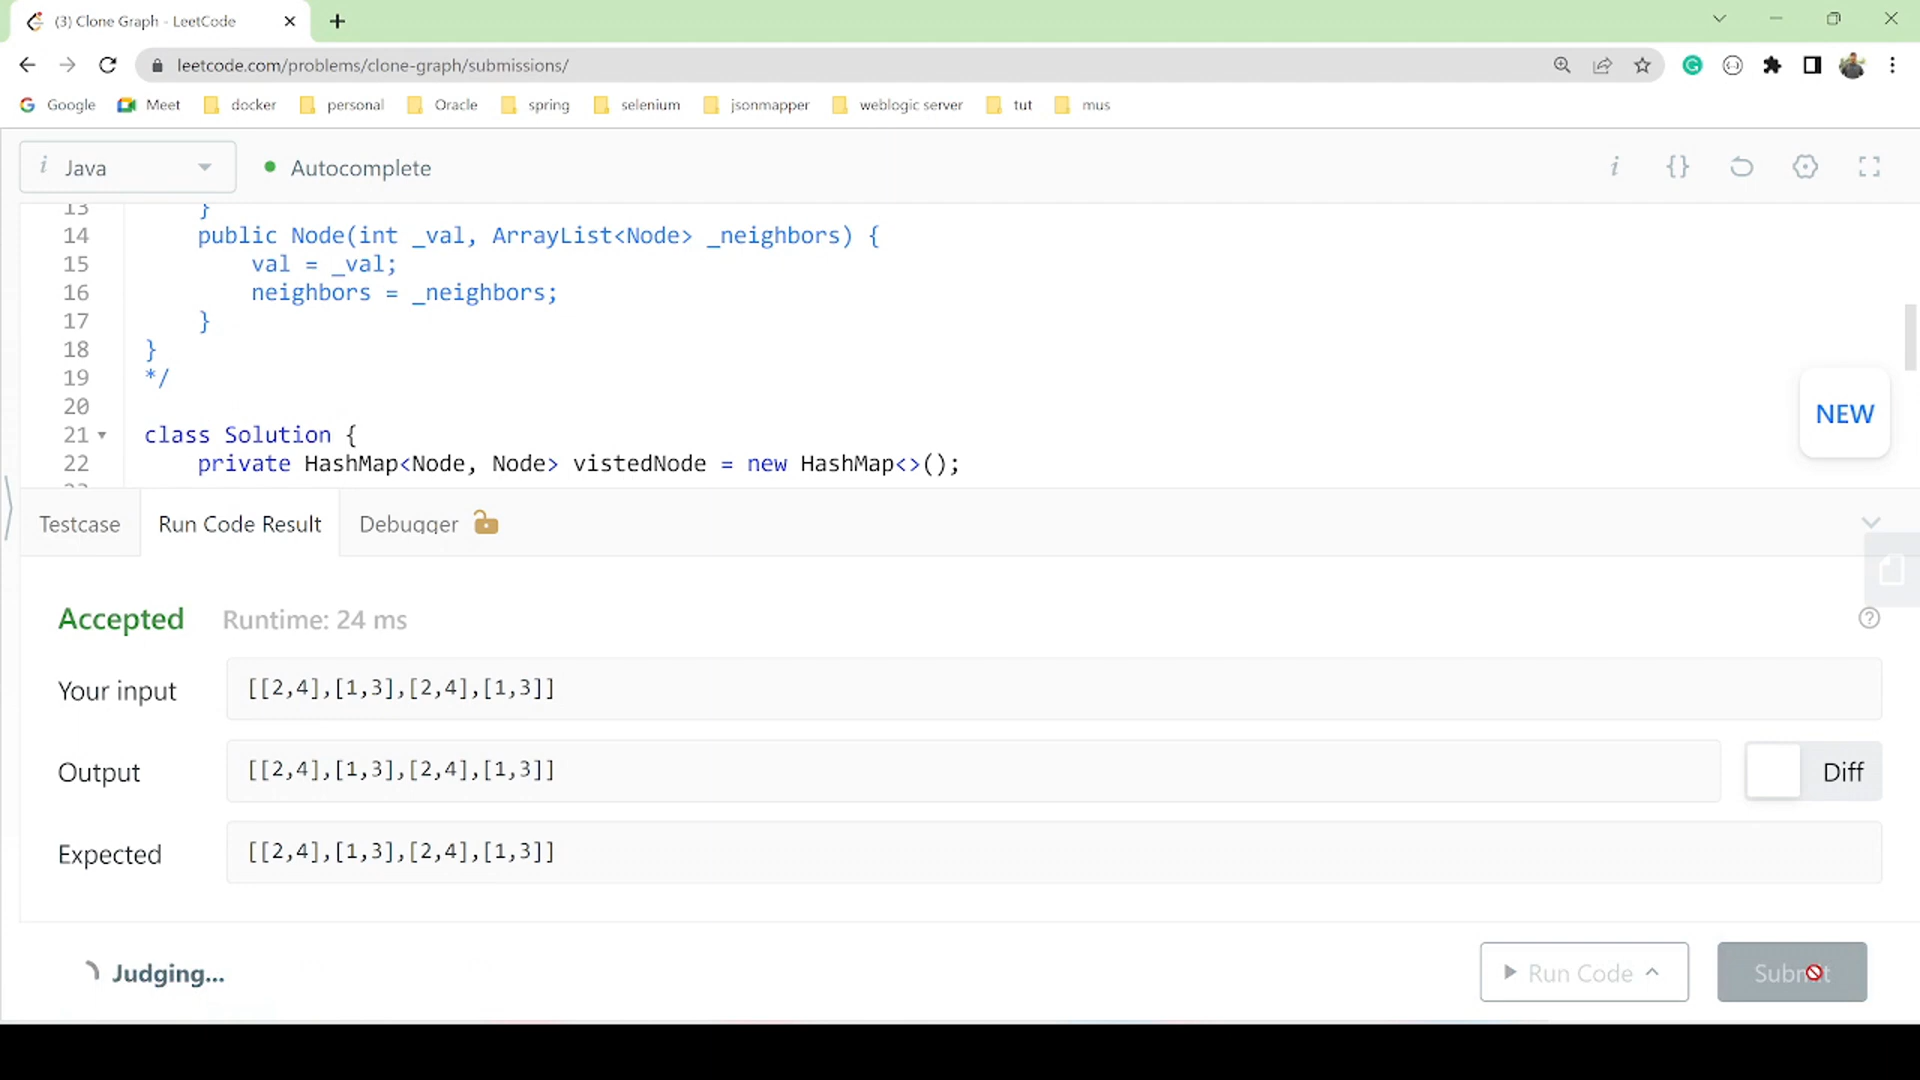 (3) Clone Graph - LeetCode
leetcode.com/problems/clone-graph/submissions/
Google Meet docker personal Oracle spring selenium jsonmapper weblogic server tut mus
i Java Autocomplete i {}
13 }
14 public Node(int _val, ArrayList<Node> _neighbors) {
15 val = _val;
16 neighbors = _neighbors;
17 }
18 }
19 */
20
21 class Solution {
22 private HashMap<Node, Node> vistedNode = new HashMap<>();
NEW
Testcase Run Code Result Debugger
Accepted Runtime: 24 ms
Your input [[2,4],[1,3],[2,4],[1,3]]
Output [[2,4],[1,3],[2,4],[1,3]] Diff
Expected [[2,4],[1,3],[2,4],[1,3]]
Judging... Run Code Submit